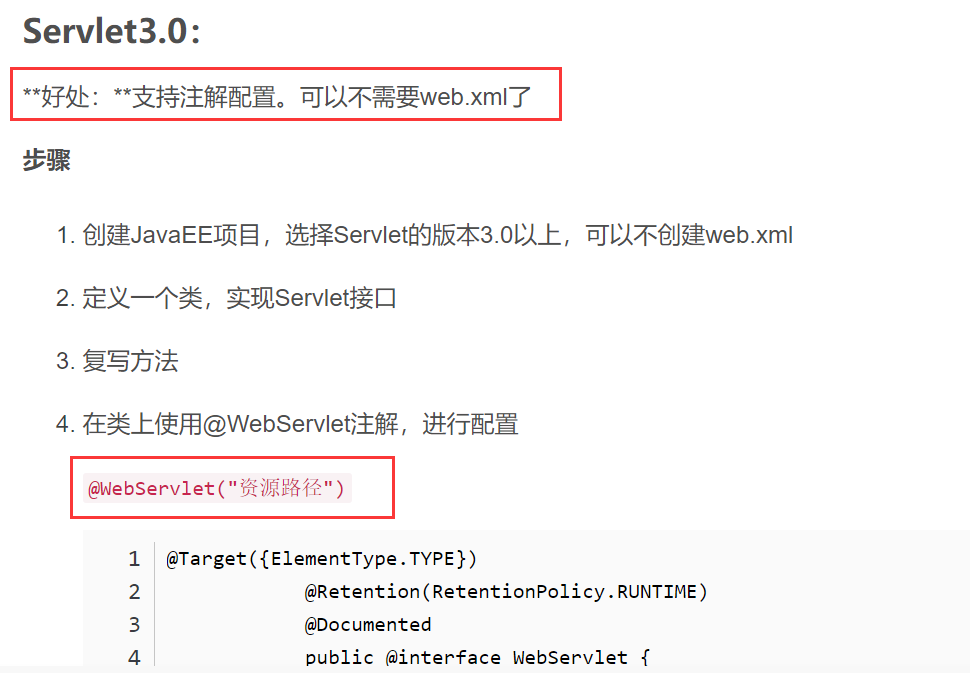 Servlet3.0：
**好处：**支持注解配置。可以不需要web.xml了
步骤
1. 创建JavaEE项目，选择Servlet的版本3.0以上，可以不创建web.xml
2. 定义一个类，实现Servlet接口
3. 复写方法
4. 在类上使用@WebServlet注解，进行配置
@WebServlet("资源路径")
1 @Target({ElementType.TYPE})
2 @Retention(RetentionPolicy.RUNTIME)
3 @Documented
4 public @interface WebServlet {